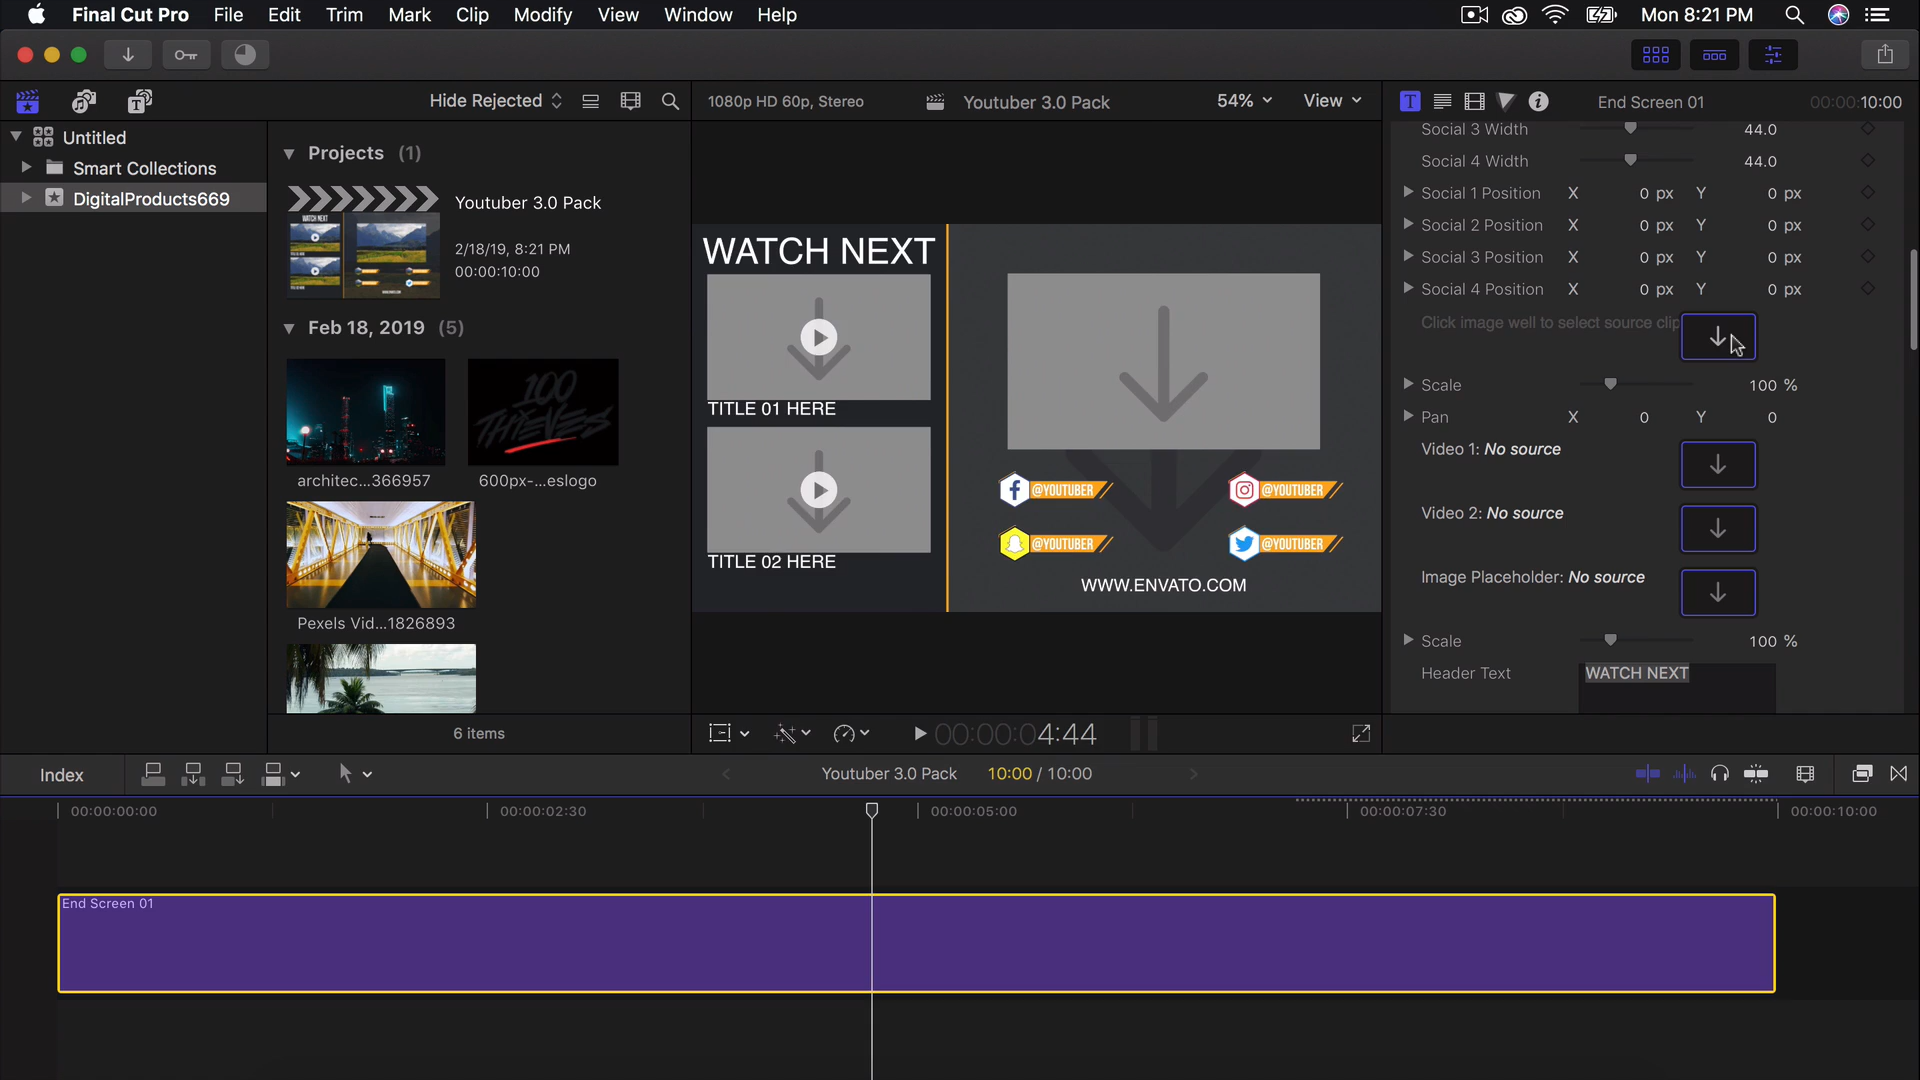 Final Cut Pro File Edit Trim Mark Clip Modify View Window Help Mon 8:21 PM
Hide Rejected 1080p HD 60p, Stereo Youtuber 3.0 Pack 54% View End Screen 01 00:00:10:00
Untitled
Smart Collections
DigitalProducts669
Projects (1)
Youtuber 3.0 Pack
2/18/19, 8:21 PM
00:00:10:00
Feb 18, 2019 (5)
100
THIEVES
architec...366957
600px-...eslogo
Pexels Vid...1826893
6 items
WATCH NEXT
TITLE 01 HERE
TITLE 02 HERE
@YOUTUBER
@YOUTUBER
@YOUTUBER
@YOUTUBER
WWW.ENVATO.COM
00:00:04:44
Social 3 Width 44.0
Social 4 Width 44.0
Social 1 Position X 0 px Y 0 px
Social 2 Position X 0 px Y 0 px
Social 3 Position X 0 px Y 0 px
Social 4 Position X 0 px Y 0 px
Click image well to select source clip
Scale 100 %
Pan X 0 Y 0
Video 1: No source
Video 2: No source
Image Placeholder: No source
Scale 100 %
Header Text WATCH NEXT
Index Youtuber 3.0 Pack 10:00 / 10:00
00:00:00:00 00:00:02:30 00:00:05:00 00:00:07:30 00:00:10:00
End Screen 01